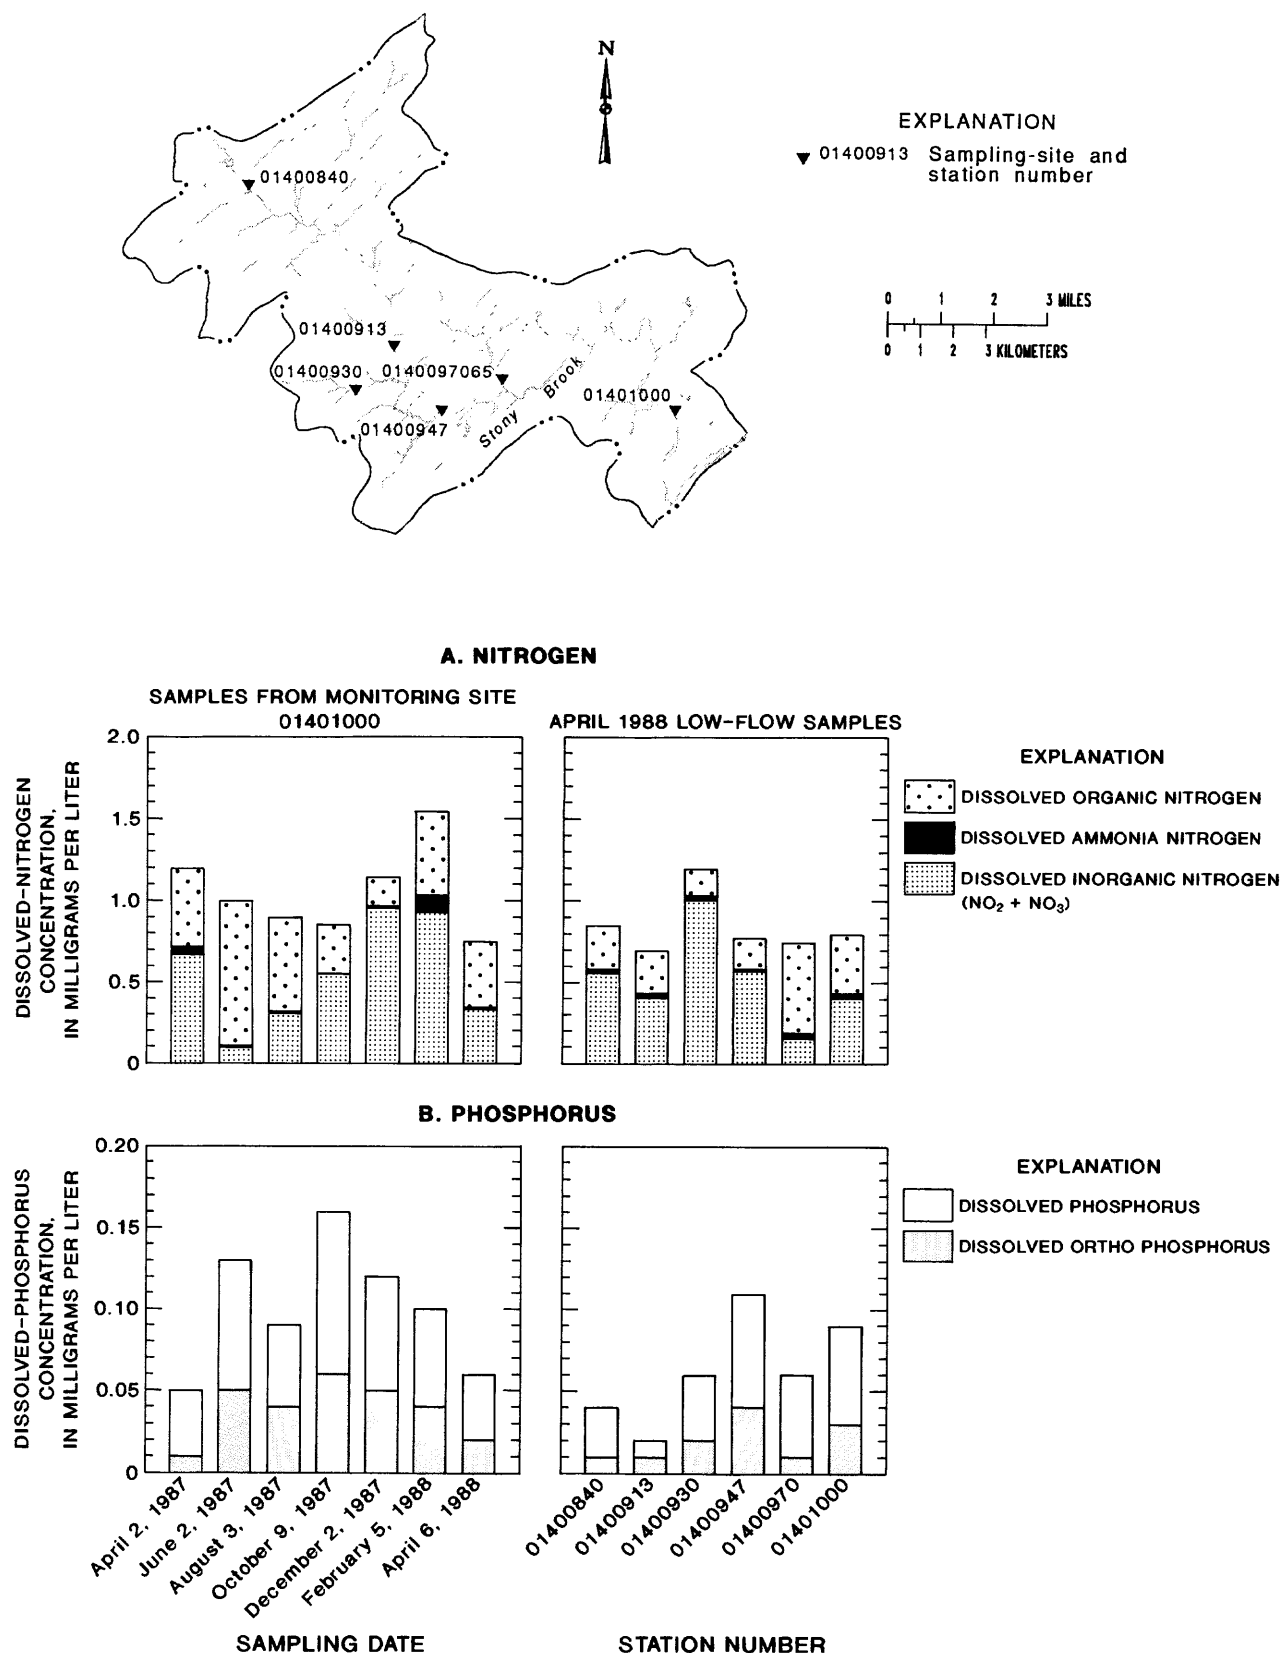 N
EXPLANATION
01400913 Sampling-site and
station number
01400840
0 1 2 3 MILES
0 1 2 3 KILOMETERS
01400913
01400930
0140097065
01401000
01400947
Stony Brook
A. NITROGEN
SAMPLES FROM MONITORING SITE
01401000
APRIL 1988 LOW-FLOW SAMPLES
DISSOLVED-NITROGEN
CONCENTRATION,
IN MILLIGRAMS PER LITER
2.0
1.5
1.0
0.5
0
EXPLANATION
DISSOLVED ORGANIC NITROGEN
DISSOLVED AMMONIA NITROGEN
DISSOLVED INORGANIC NITROGEN
(NO₂ + NO₃)
B. PHOSPHORUS
DISSOLVED-PHOSPHORUS
CONCENTRATION,
IN MILLIGRAMS PER LITER
0.20
0.15
0.10
0.05
0
EXPLANATION
DISSOLVED PHOSPHORUS
DISSOLVED ORTHO PHOSPHORUS
April 2, 1987
June 2, 1987
August 3, 1987
October 9, 1987
December 2, 1987
February 5, 1988
April 6, 1988
01400840
01400913
01400930
01400947
01400970
01401000
SAMPLING DATE
STATION NUMBER